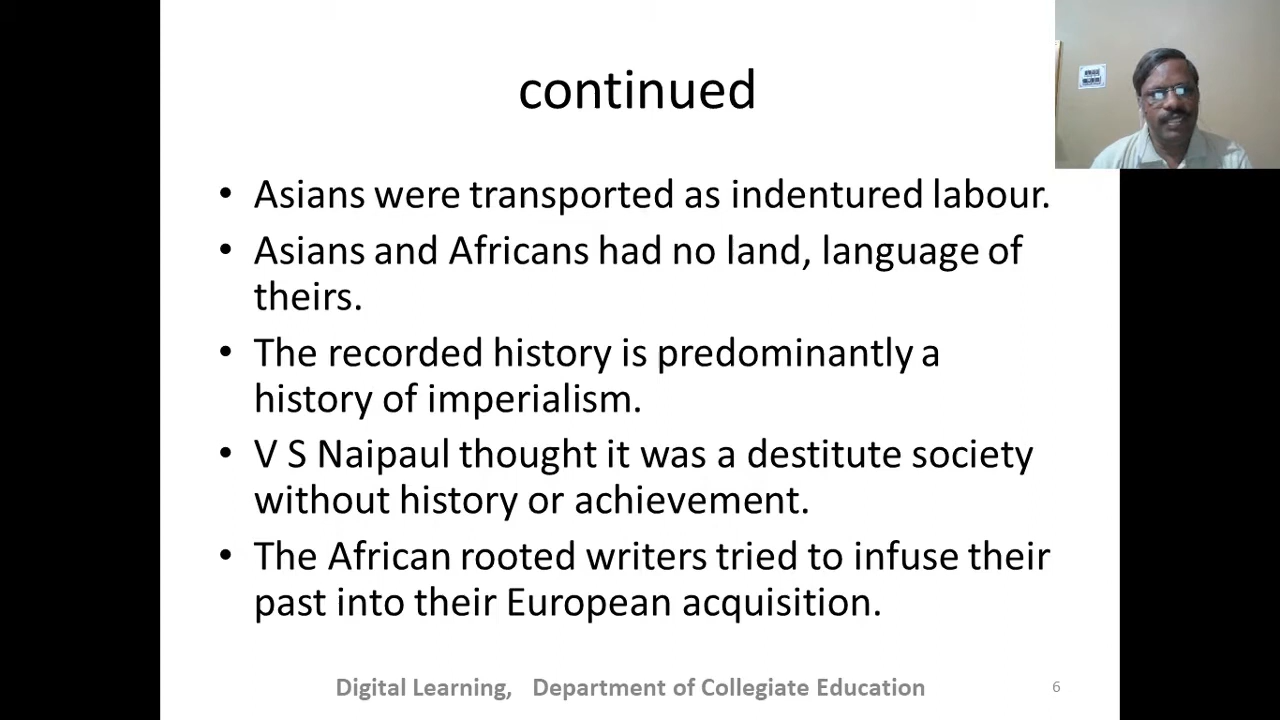 continued
• Asians were transported as indentured labour.
• Asians and Africans had no land, language of
theirs.
• The recorded history is predominantly a
history of imperialism.
• V S Naipaul thought it was a destitute society
without history or achievement.
• The African rooted writers tried to infuse their
past into their European acquisition.
Digital Learning, Department of Collegiate Education 6